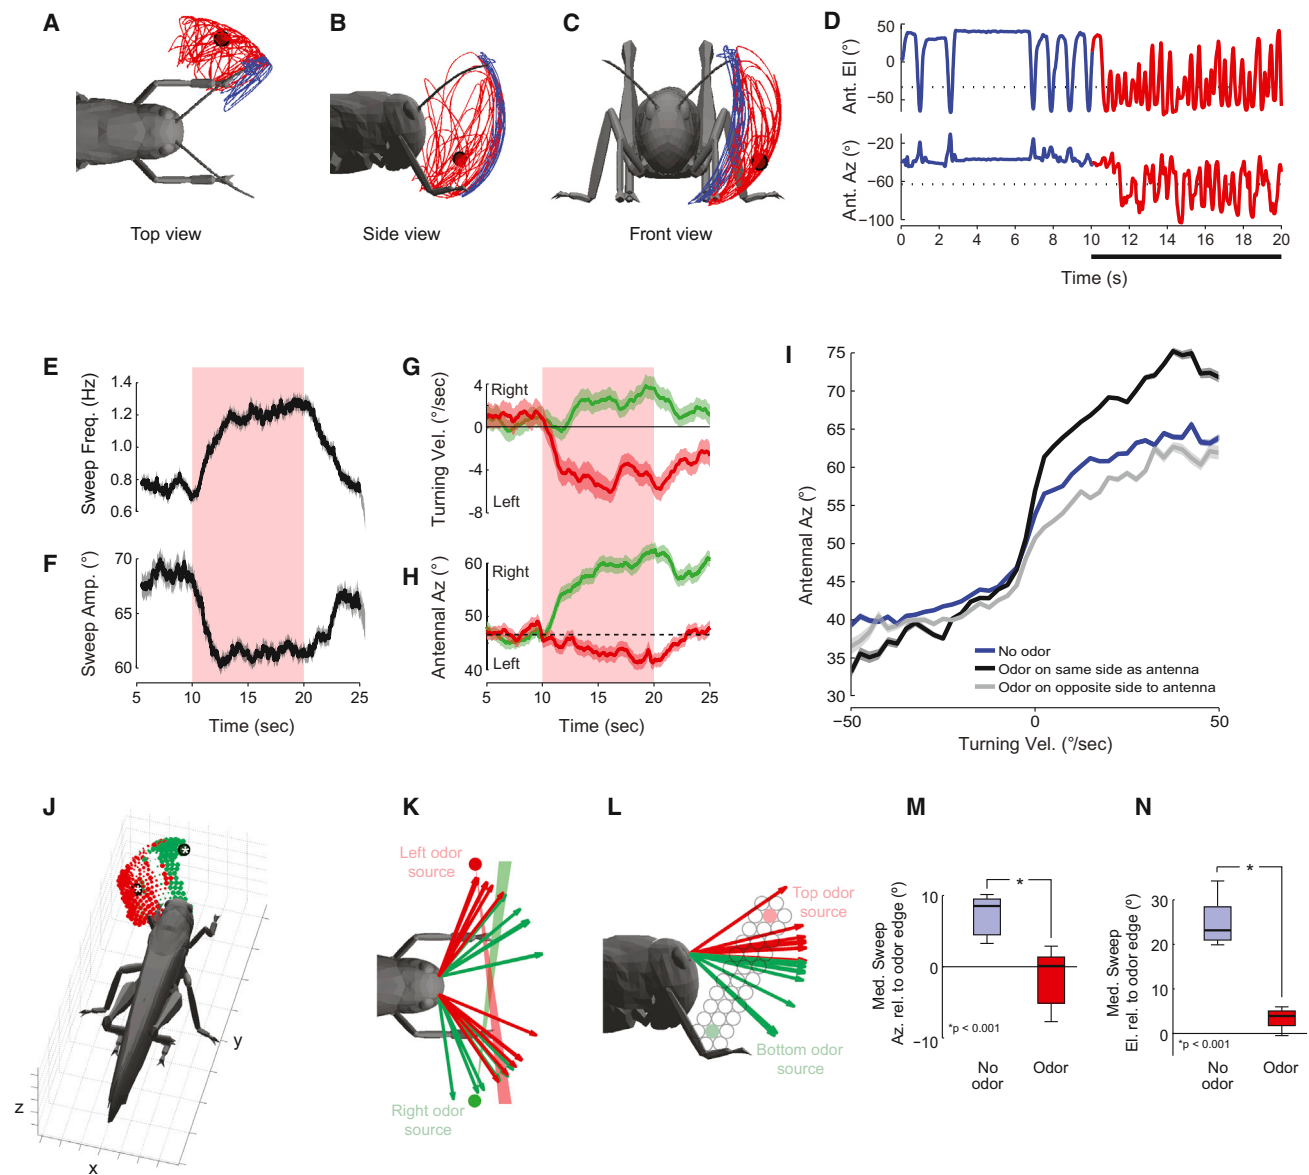 A
B
C
D
Top view
Side view
Front view
Ant. El (°)
50
0
−50
Ant. Az (°)
−20
−60
−100
0 2 4 6 8 10 12 14 16 18 20
Time (s)
E
Sweep Freq. (Hz)
1.4
1.2
1.0
0.8
0.6
F
Sweep Amp. (°)
70
65
60
5 10 15 20 25
Time (sec)
G
Turning Vel. (°/sec)
4
0
-4
-8
Right
Left
H
Antennal Az (°)
60
50
40
Right
Left
5 10 15 20 25
Time (sec)
I
Antennal Az (°)
75
70
65
60
55
50
45
40
35
30
No odor
Odor on same side as antenna
Odor on opposite side to antenna
−50 0 50
Turning Vel. (°/sec)
J
*
*
z
x
y
K
Left odor
source
Right odor
source
L
Top odor
source
Bottom odor
source
M
Med. Sweep
Az. rel. to odor edge (°)
10
0
−10
*
*p < 0.001
No
odor
Odor
N
Med. Sweep
El. rel. to odor edge (°)
30
20
10
0
*
*p < 0.001
No
odor
Odor